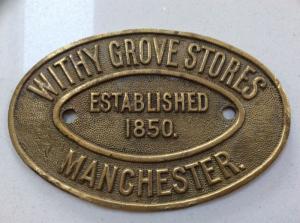 WITHY GROVE STORES
ESTABLISHED
1850.
MANCHESTER.